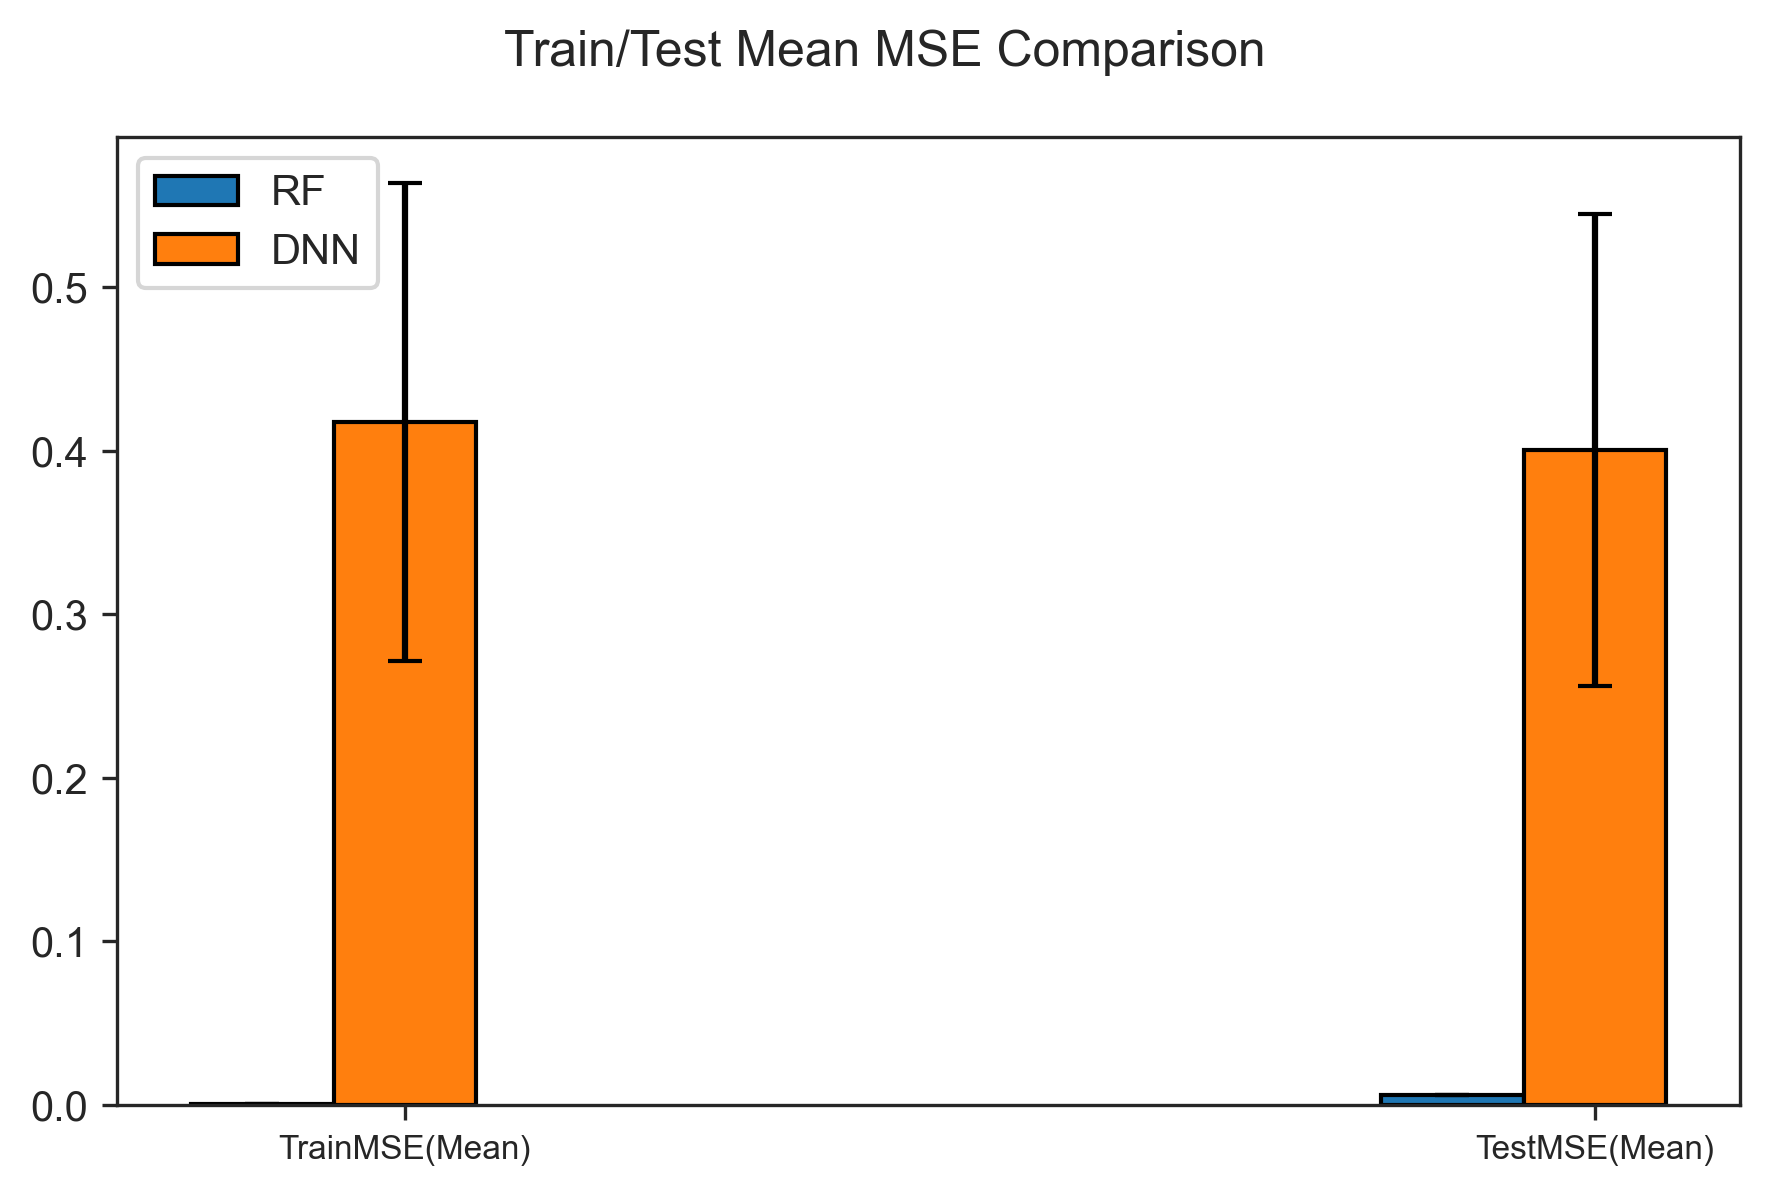 Train/Test Mean MSE Comparison
RF
DNN
0.5
0.4
0.3
0.2
0.1
0.0
TrainMSE(Mean)
TestMSE(Mean)